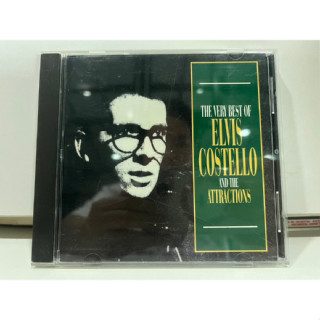 THE VERY BEST OF
ELVIS
COSTELLO
AND THE
ATTRACTIONS